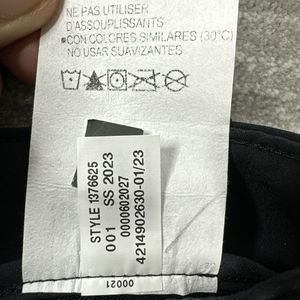 NE PAS UTILISER
D'ASSOUPLISSANTS
•CON COLORES SIMILARES (30°C)
NO USAR SUAVIZANTES
STYLE 1376625
001 SS 2023
0000602027
4214902630-01/23
00021